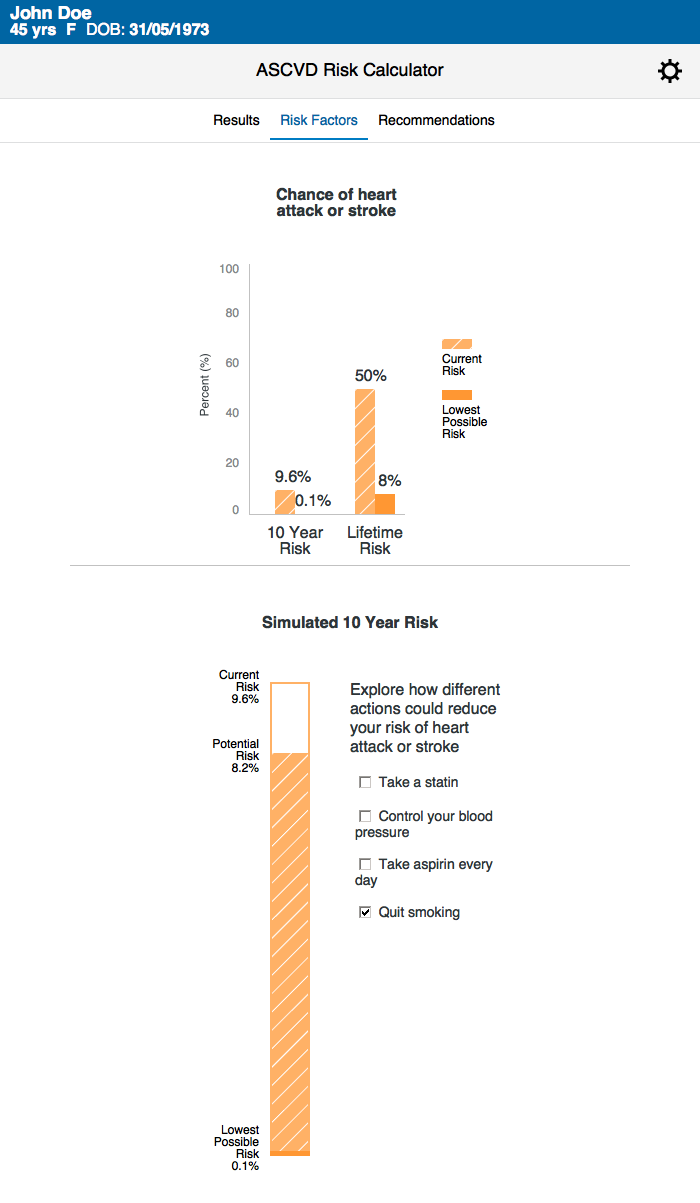 John Doe
45 yrs F DOB: 31/05/1973
ASCVD Risk Calculator
Results Risk Factors Recommendations
Chance of heart
attack or stroke
Percent (%)
100
80
60
40
20
0
9.6%
0.1%
50%
8%
10 Year
Risk
Lifetime
Risk
Current
Risk
Lowest
Possible
Risk
Simulated 10 Year Risk
Current
Risk
9.6%
Potential
Risk
8.2%
Lowest
Possible
Risk
0.1%
Explore how different
actions could reduce
your risk of heart
attack or stroke
Take a statin
Control your blood
pressure
Take aspirin every
day
Quit smoking